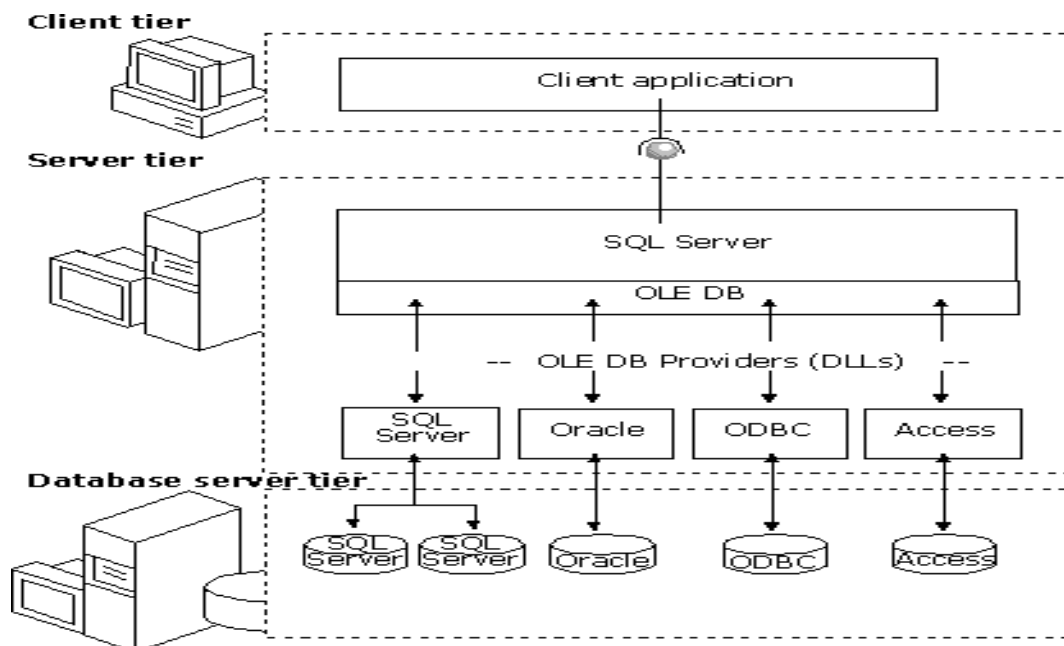 Client tier
Client application
Server tier
SQL Server
OLE DB
-- OLE DB Providers (DLLs) --
SQL
Server
Oracle
ODBC
Access
Database server tier
SQL
Server
SQL
Server
Oracle
ODBC
Access